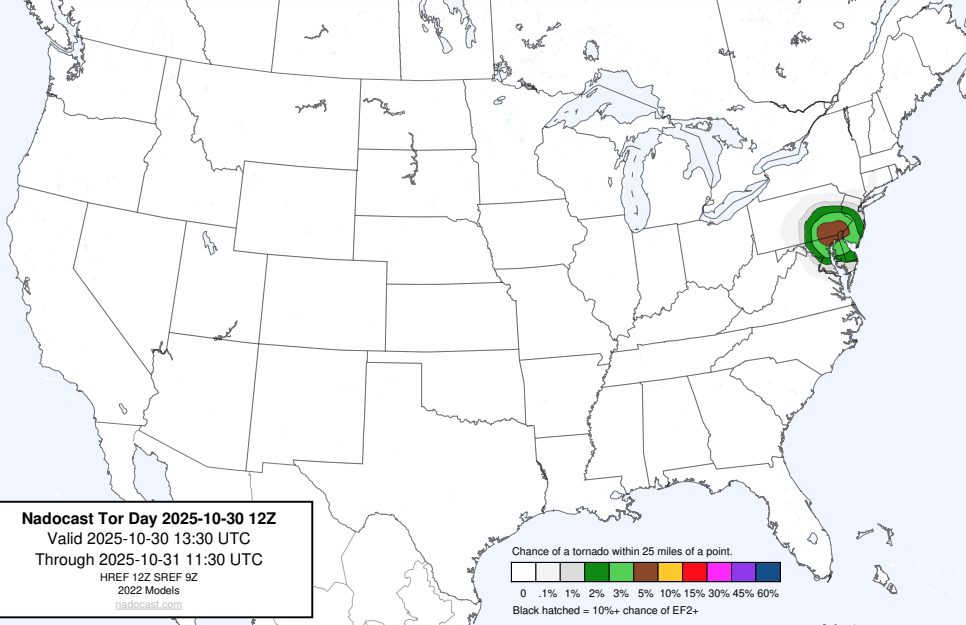 Nadocast Tor Day 2025-10-30 12Z
Valid 2025-10-30 13:30 UTC
Through 2025-10-31 11:30 UTC
HREF 12Z SREF 9Z
2022 Models
nadocast.com
Chance of a tornado within 25 miles of a point.
0 .1% 1% 2% 3% 5% 10% 15% 30% 45% 60%
Black hatched = 10%+ chance of EF2+